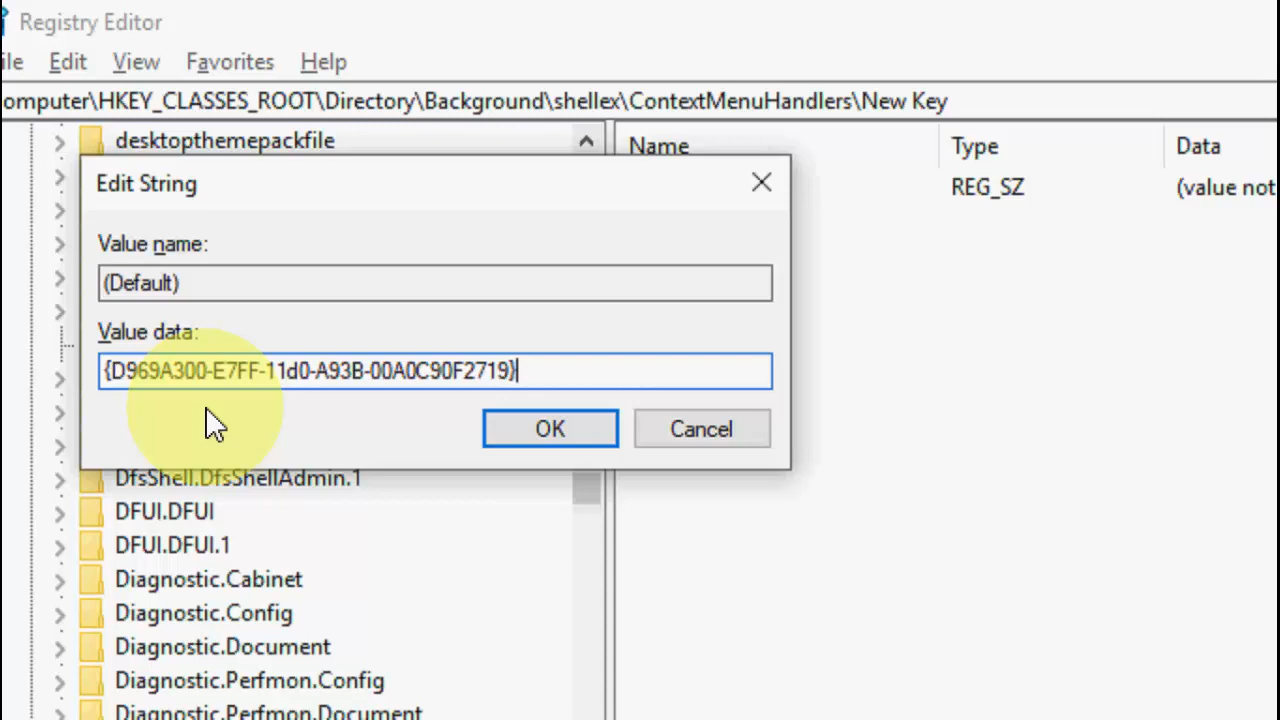 Registry Editor
ile Edit View Favorites Help
omputer\HKEY_CLASSES_ROOT\Directory\Background\shellex\ContextMenuHandlers\New Key
desktopthemepackfile
Name Type Data
Edit String
REG_SZ (value not
Value name:
(Default)
Value data:
{D969A300-E7FF-11d0-A93B-00A0C90F2719}
OK Cancel
DfsShell.DfsShellAdmin.1
DFUI.DFUI
DFUI.DFUI.1
Diagnostic.Cabinet
Diagnostic.Config
Diagnostic.Document
Diagnostic.Perfmon.Config
Diagnostic.Perfmon.Document